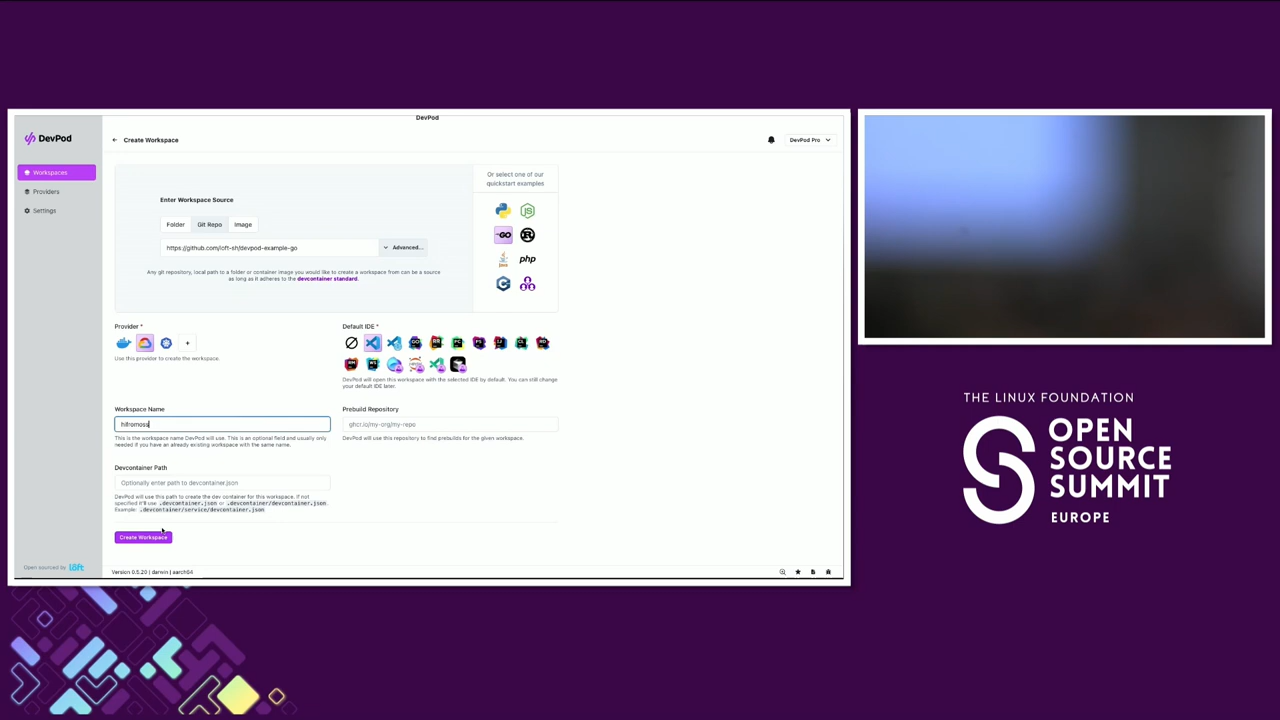 DevPod
DevPod
Create Workspace
DevPod Pro
Workspaces
Providers
Settings
Enter Workspace Source
Folder
Git Repo
Image
https://github.com/loft-sh/devpod-example-go
Advanced...
Any git repository, local path to a folder or container image you would like to create a workspace from can be a source
as long as it adheres to the devcontainer standard.
Or select one of our
quickstart examples
JS
GO
Java
php
Provider *
Use this provider to create the workspace.
Default IDE *
DevPod will open this workspace with the selected IDE by default. You can still change
your default IDE later.
Workspace Name
hifromoss
This is the workspace name DevPod will use. This is an optional field and usually only
needed if you have an already existing workspace with the same name.
Prebuild Repository
ghcr.io/my-org/my-repo
DevPod will use this repository to find prebuilds for the given workspace.
Devcontainer Path
Optionally enter path to devcontainer.json
DevPod will use this path to create the dev container for this workspace. If not
specified it'll use .devcontainer.json or .devcontainer/devcontainer.json.
Example: .devcontainer/service/devcontainer.json
Create Workspace
Open sourced by loft
Version 0.5.20 | darwin | aarch64
THE LINUX FOUNDATION
OPEN
SOURCE
SUMMIT
EUROPE